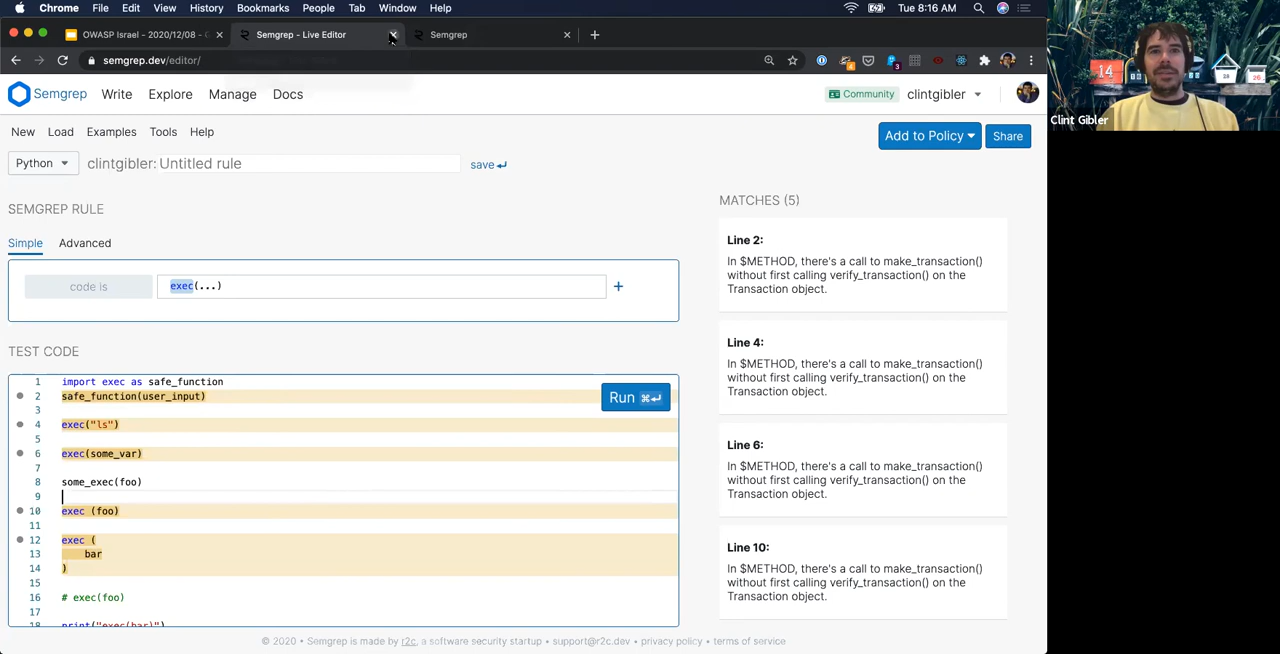 Chrome File Edit View History Bookmarks People Tab Window Help Tue 8:16 AM
OWASP Israel - 2020/12/08 - Semgrep - Live Editor Semgrep
semgrep.dev/editor/ 4 3
Semgrep Write Explore Manage Docs Community clintgibler
New Load Examples Tools Help
Add to Policy Share
Python clintgibler: Untitled rule save
SEMGREP RULE
Simple Advanced
code is exec(...)
TEST CODE
Run
1 import exec as safe_function
2 safe_function(user_input)
3
4 exec("ls")
5
6 exec(some_var)
7
8 some_exec(foo)
9
10 exec (foo)
11
12 exec (
13 bar
14 )
15
16 # exec(foo)
17
18 print("exec(bar)")
MATCHES (5)
Line 2:
In $METHOD, there's a call to make_transaction()
without first calling verify_transaction() on the
Transaction object.
Line 4:
In $METHOD, there's a call to make_transaction()
without first calling verify_transaction() on the
Transaction object.
Line 6:
In $METHOD, there's a call to make_transaction()
without first calling verify_transaction() on the
Transaction object.
Line 10:
In $METHOD, there's a call to make_transaction()
without first calling verify_transaction() on the
Transaction object.
© 2020 • Semgrep is made by r2c, a software security startup • support@r2c.dev • privacy policy • terms of service
14
Clint Gibler